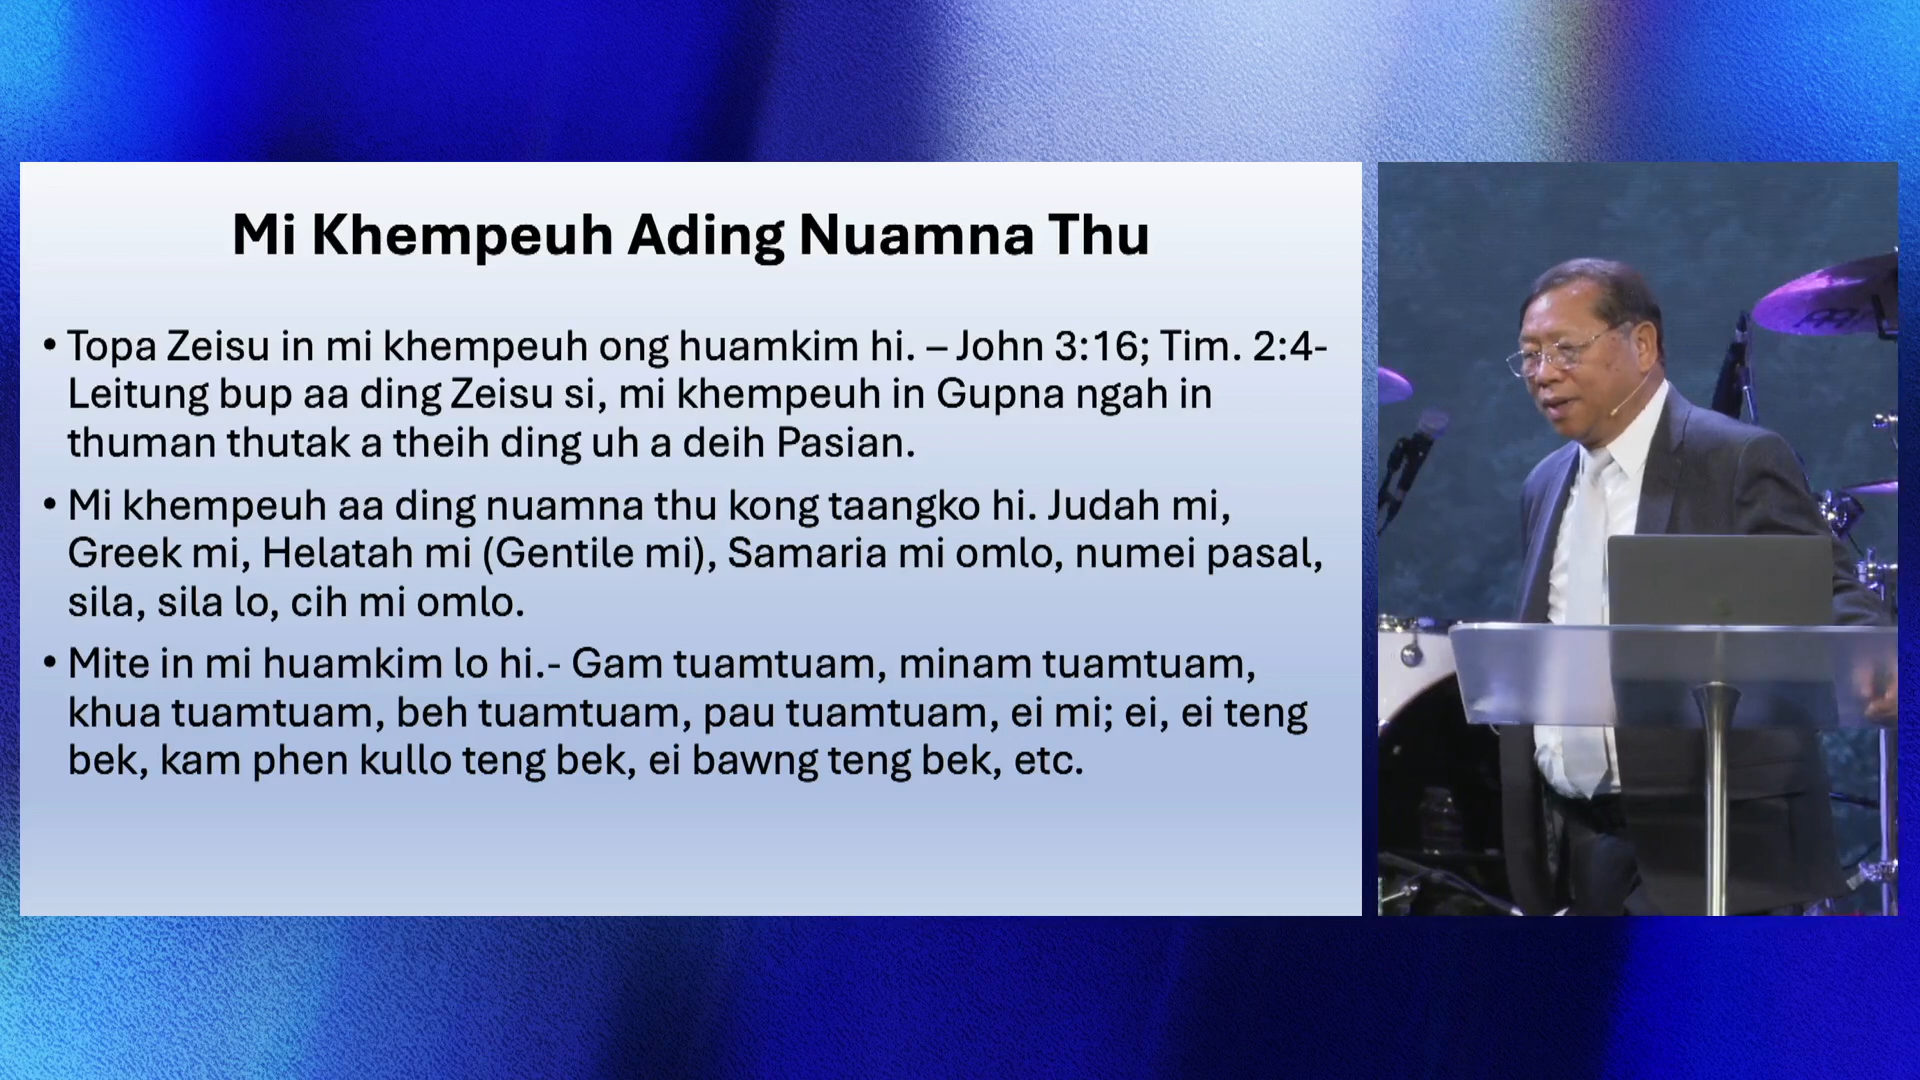 Mi Khempeuh Ading Nuamna Thu
• Topa Zeisu in mi khempeuh ong huamkim hi. – John 3:16; Tim. 2:4-
Leitung bup aa ding Zeisu si, mi khempeuh in Gupna ngah in
thuman thutak a theih ding uh a deih Pasian.
• Mi khempeuh aa ding nuamna thu kong taangko hi. Judah mi,
Greek mi, Helatah mi (Gentile mi), Samaria mi omlo, numei pasal,
sila, sila lo, cih mi omlo.
• Mite in mi huamkim lo hi.- Gam tuamtuam, minam tuamtuam,
khua tuamtuam, beh tuamtuam, pau tuamtuam, ei mi; ei, ei teng
bek, kam phen kullo teng bek, ei bawng teng bek, etc.